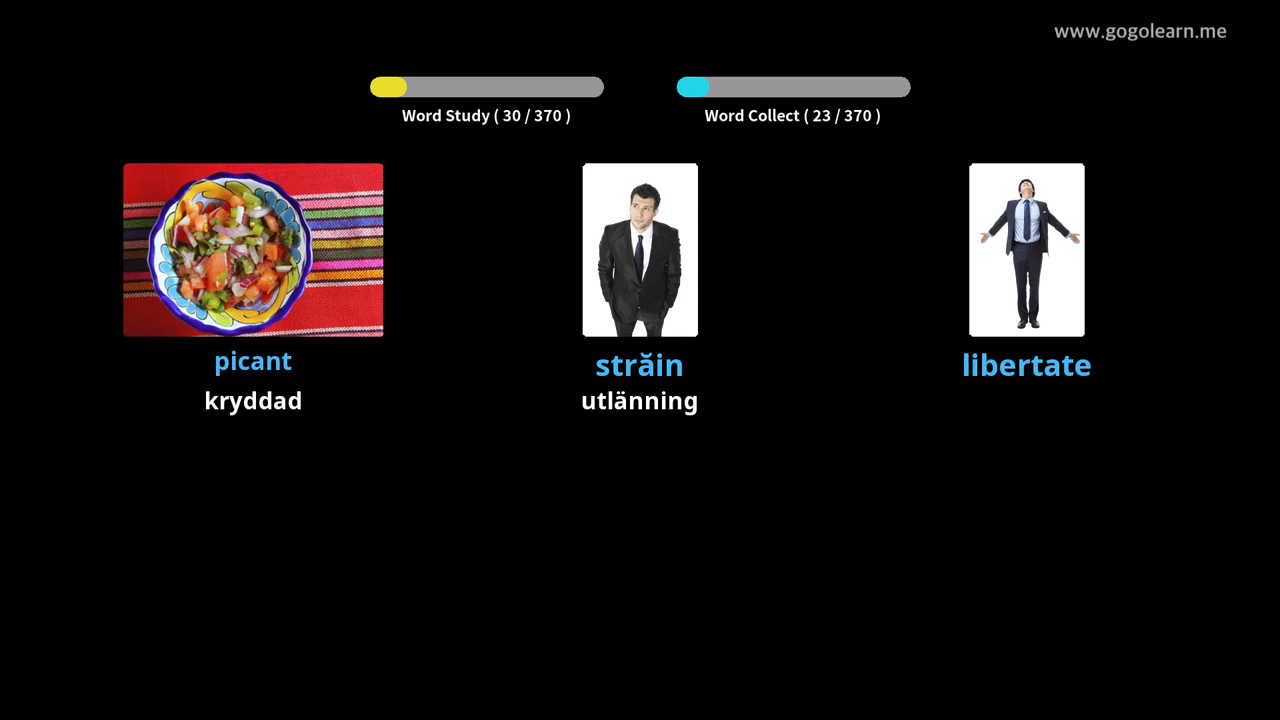 www.gogolearn.me
Word Study ( 30 / 370 )
Word Collect ( 23 / 370 )
picant
străin
libertate
kryddad
utlänning